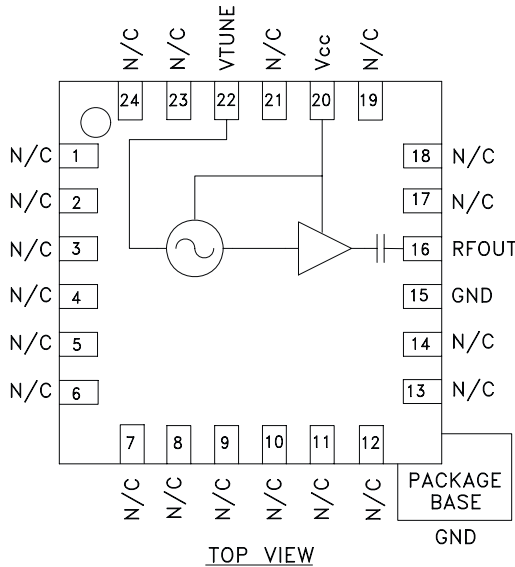 N/C
N/C
VTUNE
N/C
Vcc
N/C
24
23
22
21
20
19
N/C 1
N/C 2
N/C 3
N/C 4
N/C 5
N/C 6
18 N/C
17 N/C
16 RFOUT
15 GND
14 N/C
13 N/C
7
8
9
10
11
12
N/C
N/C
N/C
N/C
N/C
N/C
PACKAGE
BASE
GND
TOP VIEW